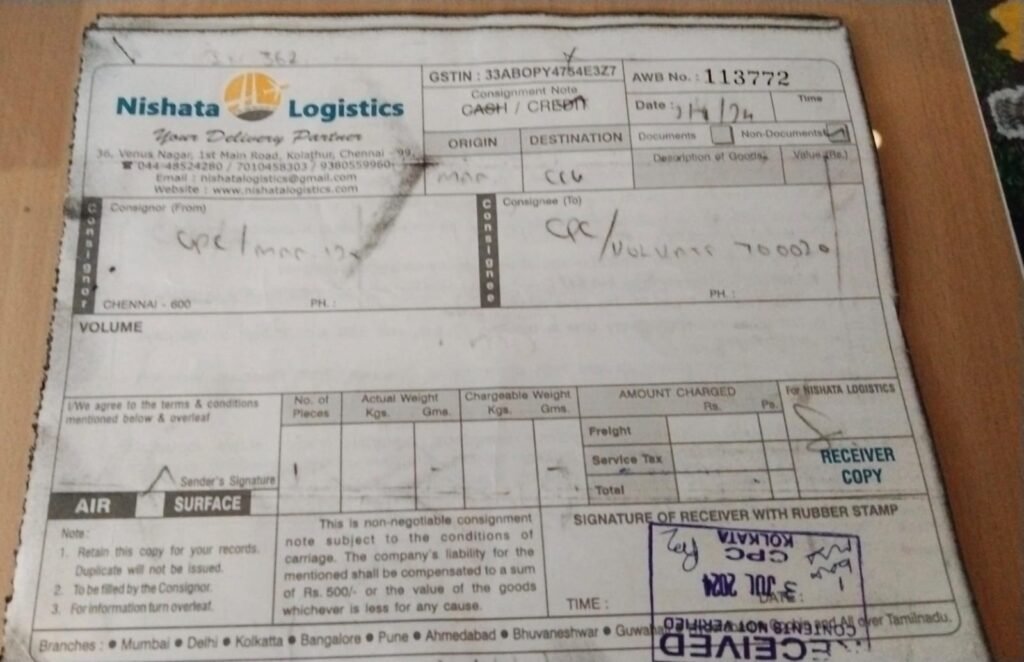 362
Nishata Logistics
Your Delivery Partner
36, Venus Nagar, 1st Main Road, Kolathur, Chennai - 99.
☎ 044-48524280 / 7010458303 / 9380559960
Email : nishatalogistics@gmail.com
Website : www.nishatalogistics.com
GSTIN : 33ABOPY4754E3Z7
Consignment Note
CASH / CREDIT
ORIGIN
DESTINATION
CCU
AWB No. : 113772
Date :
Time
Documents
Non-Documents
Description of Goods
Value (Rs.)
Consignor
Consignor (From)
CPC /
CHENNAI - 600
PH. :
Consignee
Consignee (To)
CPC /
PH. :
VOLUME
I/We agree to the terms & conditions
mentioned below & overleaf
Sender's Signature
AIR
SURFACE
No. of
Pieces
1
Actual Weight
Kgs. Gms.
Chargeable Weight
Kgs. Gms.
AMOUNT CHARGED
Rs. Ps.
Freight
Service Tax
Total
For NISHATA LOGISTICS
RECEIVER
COPY
Note :
1. Retain this copy for your records.
Duplicate will not be issued.
2. To be filled by the Consignor.
3. For information turn overleaf.
This is non-negotiable consignment
note subject to the conditions of
carriage. The company's liability for the
mentioned shall be compensated to a sum
of Rs. 500/- or the value of the goods
whichever is less for any cause.
SIGNATURE OF RECEIVER WITH RUBBER STAMP
TIME :
DATE :
RECEIVED
CONTENTS NOT VERIFIED
3 JUL 2024
CPC
KOLKATA
Branches : ● Mumbai ● Delhi ● Kolkatta ● Bangalore ● Pune ● Ahmedabad ● Bhuvaneshwar ● Guwahati and All over Tamilnadu.